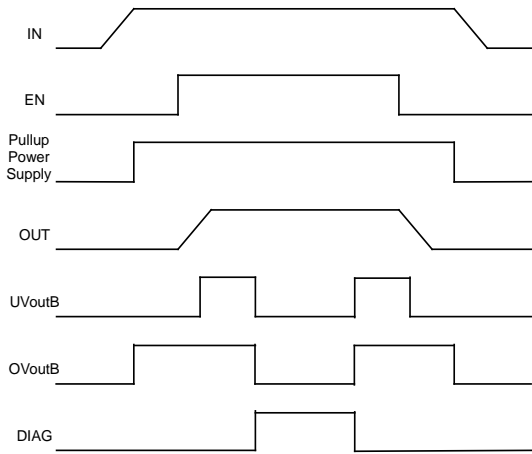 IN
EN
Pullup
Power
Supply
OUT
UVoutB
OVoutB
DIAG